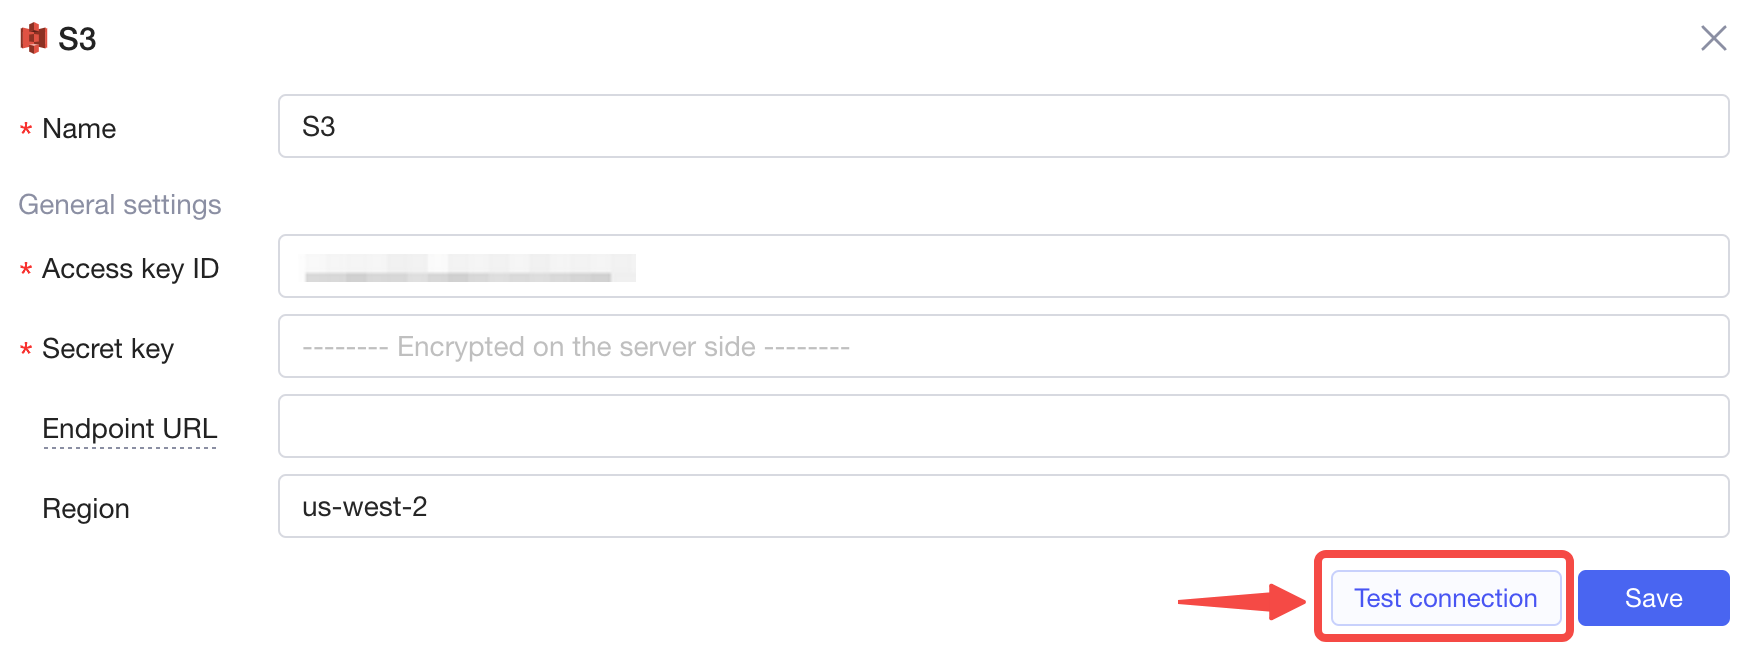 S3
* Name
S3
General settings
* Access key ID
* Secret key
-------- Encrypted on the server side --------
Endpoint URL
Region
us-west-2
Test connection
Save